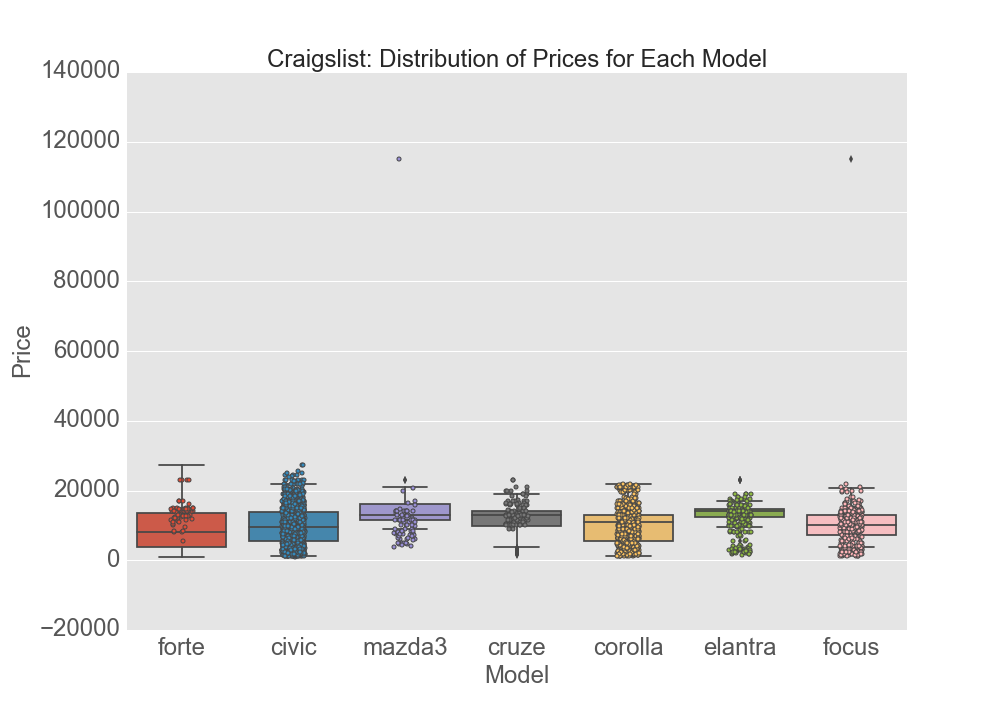 Craigslist: Distribution of Prices for Each Model
140000
120000
100000
80000
60000
40000
20000
0
−20000
Price
forte civic mazda3 cruze corolla elantra focus
Model